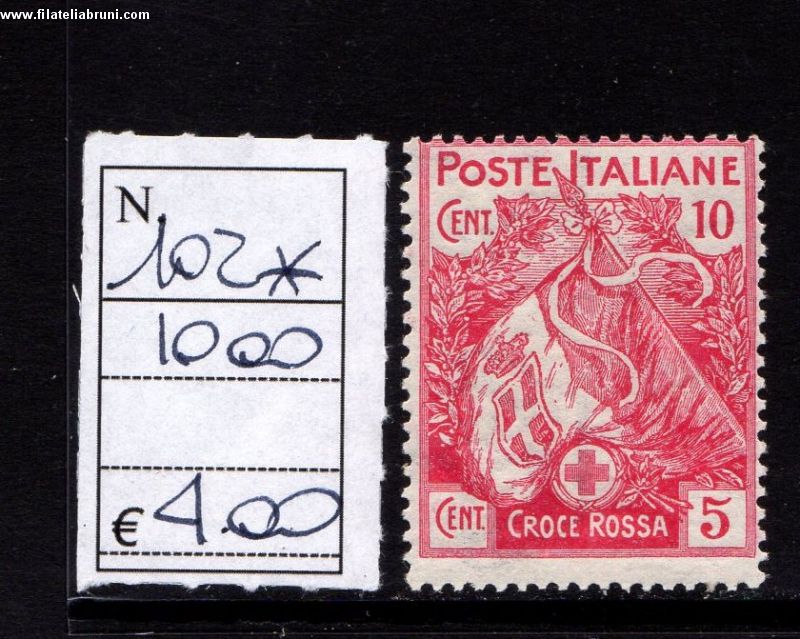 www.filateliabruni.com
N
102*
1000
€ 4.00
POSTE ITALIANE
CENT. 10
CENT. CROCE ROSSA 5